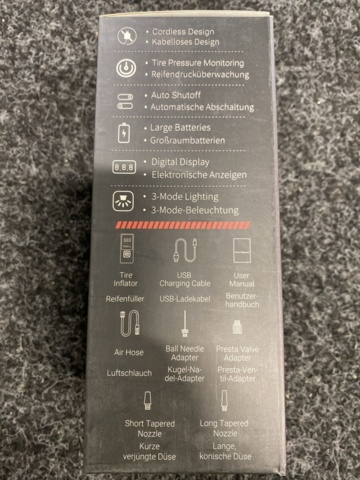 • Cordless Design
• Kabelloses Design
• Tire Pressure Monitoring
• Reifendrucküberwachung
• Auto Shutoff
• Automatische Abschaltung
• Large Batteries
• Großraumbatterien
8.8.8
• Digital Display
• Elektronische Anzeigen
• 3-Mode Lighting
• 3-Mode-Beleuchtung
Tire
Inflator
Reifenfüller
USB
Charging Cable
USB-Ladekabel
User
Manual
Benutzer-
handbuch
Air Hose
Luftschlauch
Ball Needle
Adapter
Kugel-Na-
del-Adapter
Presta Valve
Adapter
Presta-Ven-
til-Adapter
Short Tapered
Nozzle
Kurze
verjüngte Düse
Long Tapered
Nozzle
Lange,
konische Düse